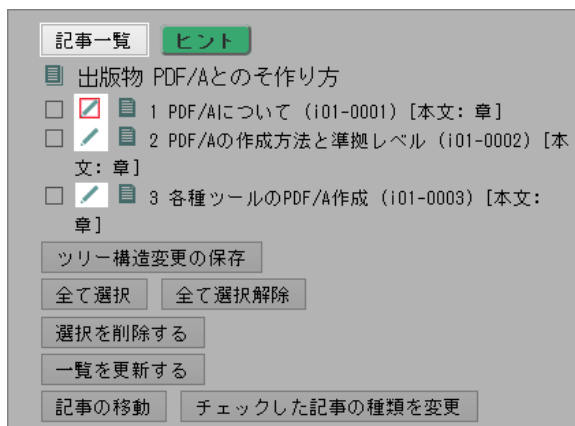 記事一覧 ヒント
出版物 PDF/Aとのそ作り方
1 PDF/Aについて (i01-0001) [本文: 章]
2 PDF/Aの作成方法と準拠レベル (i01-0002) [本
文: 章]
3 各種ツールのPDF/A作成 (i01-0003) [本文:
章]
ツリー構造変更の保存
全て選択 全て選択解除
選択を削除する
一覧を更新する
記事の移動 チェックした記事の種類を変更